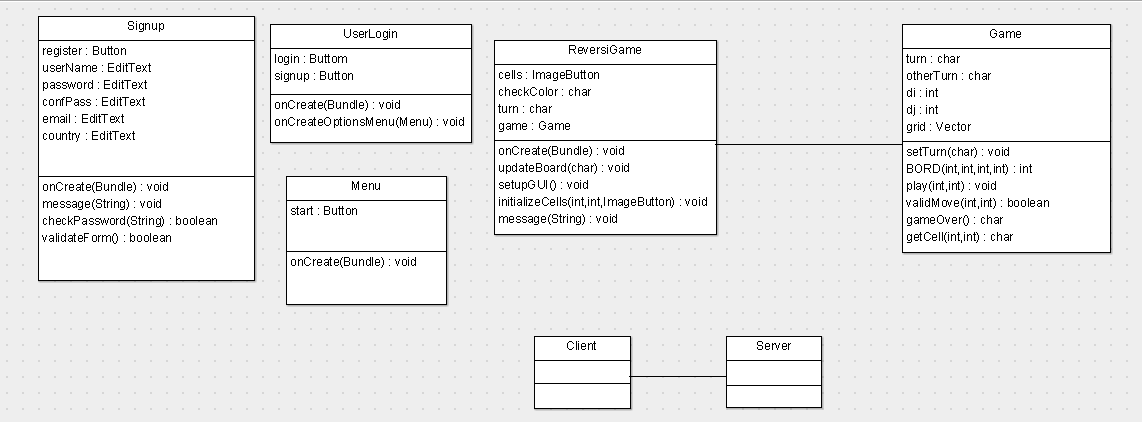 Signup
register : Button
userName : EditText
password : EditText
confPass : EditText
email : EditText
country : EditText
onCreate(Bundle) : void
message(String) : void
checkPassword(String) : boolean
validateForm() : boolean
UserLogin
login : Buttom
signup : Button
onCreate(Bundle) : void
onCreateOptionsMenu(Menu) : void
Menu
start : Button
onCreate(Bundle) : void
ReversiGame
cells : ImageButton
checkColor : char
turn : char
game : Game
onCreate(Bundle) : void
updateBoard(char) : void
setupGUI() : void
initializeCells(int,int,ImageButton) : void
message(String) : void
Game
turn : char
otherTurn : char
di : int
dj : int
grid : Vector
setTurn(char) : void
BORD(int,int,int,int) : int
play(int,int) : void
validMove(int,int) : boolean
gameOver() : char
getCell(int,int) : char
Client
Server